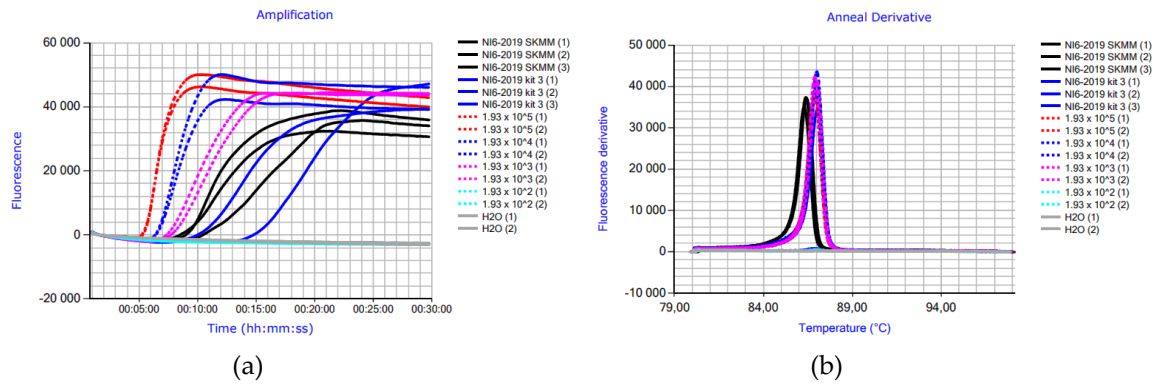 Amplification
60 000
40 000
20 000
0
-20 000
Fluorescence
00:05:00 00:10:00 00:15:00 00:20:00 00:25:00 00:30:00
Time (hh:mm:ss)
NI6-2019 SKMM (1)
NI6-2019 SKMM (2)
NI6-2019 SKMM (3)
NI6-2019 kit 3 (1)
NI6-2019 kit 3 (2)
NI6-2019 kit 3 (3)
1.93 x 10^5 (1)
1.93 x 10^5 (2)
1.93 x 10^4 (1)
1.93 x 10^4 (2)
1.93 x 10^3 (1)
1.93 x 10^3 (2)
1.93 x 10^2 (1)
1.93 x 10^2 (2)
H2O (1)
H2O (2)
(a)
Anneal Derivative
50 000
40 000
30 000
20 000
10 000
0
-10 000
Fluorescence derivative
79,00 84,00 89,00 94,00
Temperature (°C)
NI6-2019 SKMM (1)
NI6-2019 SKMM (2)
NI6-2019 SKMM (3)
NI6-2019 kit 3 (1)
NI6-2019 kit 3 (2)
NI6-2019 kit 3 (3)
1.93 x 10^5 (1)
1.93 x 10^5 (2)
1.93 x 10^4 (1)
1.93 x 10^4 (2)
1.93 x 10^3 (1)
1.93 x 10^3 (2)
1.93 x 10^2 (1)
1.93 x 10^2 (2)
H2O (1)
H2O (2)
(b)